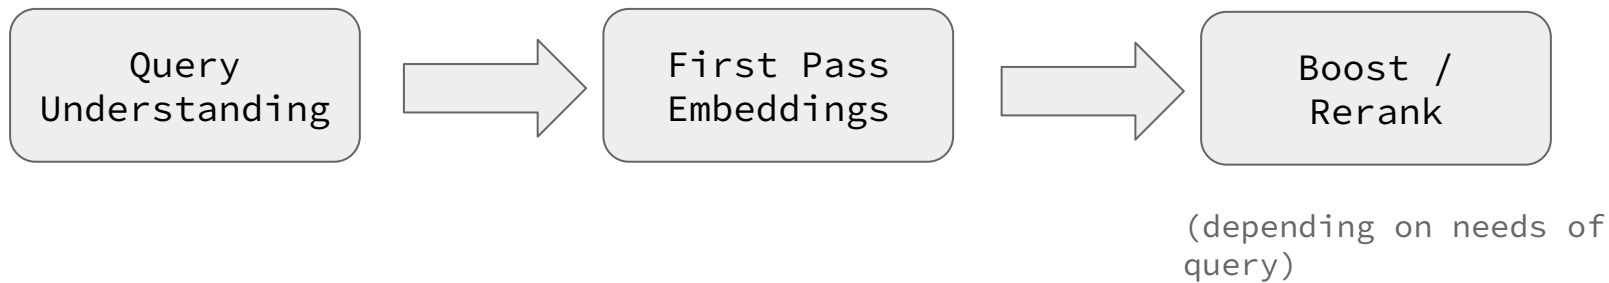 Query
Understanding
First Pass
Embeddings
Boost /
Rerank
(depending on needs of
query)